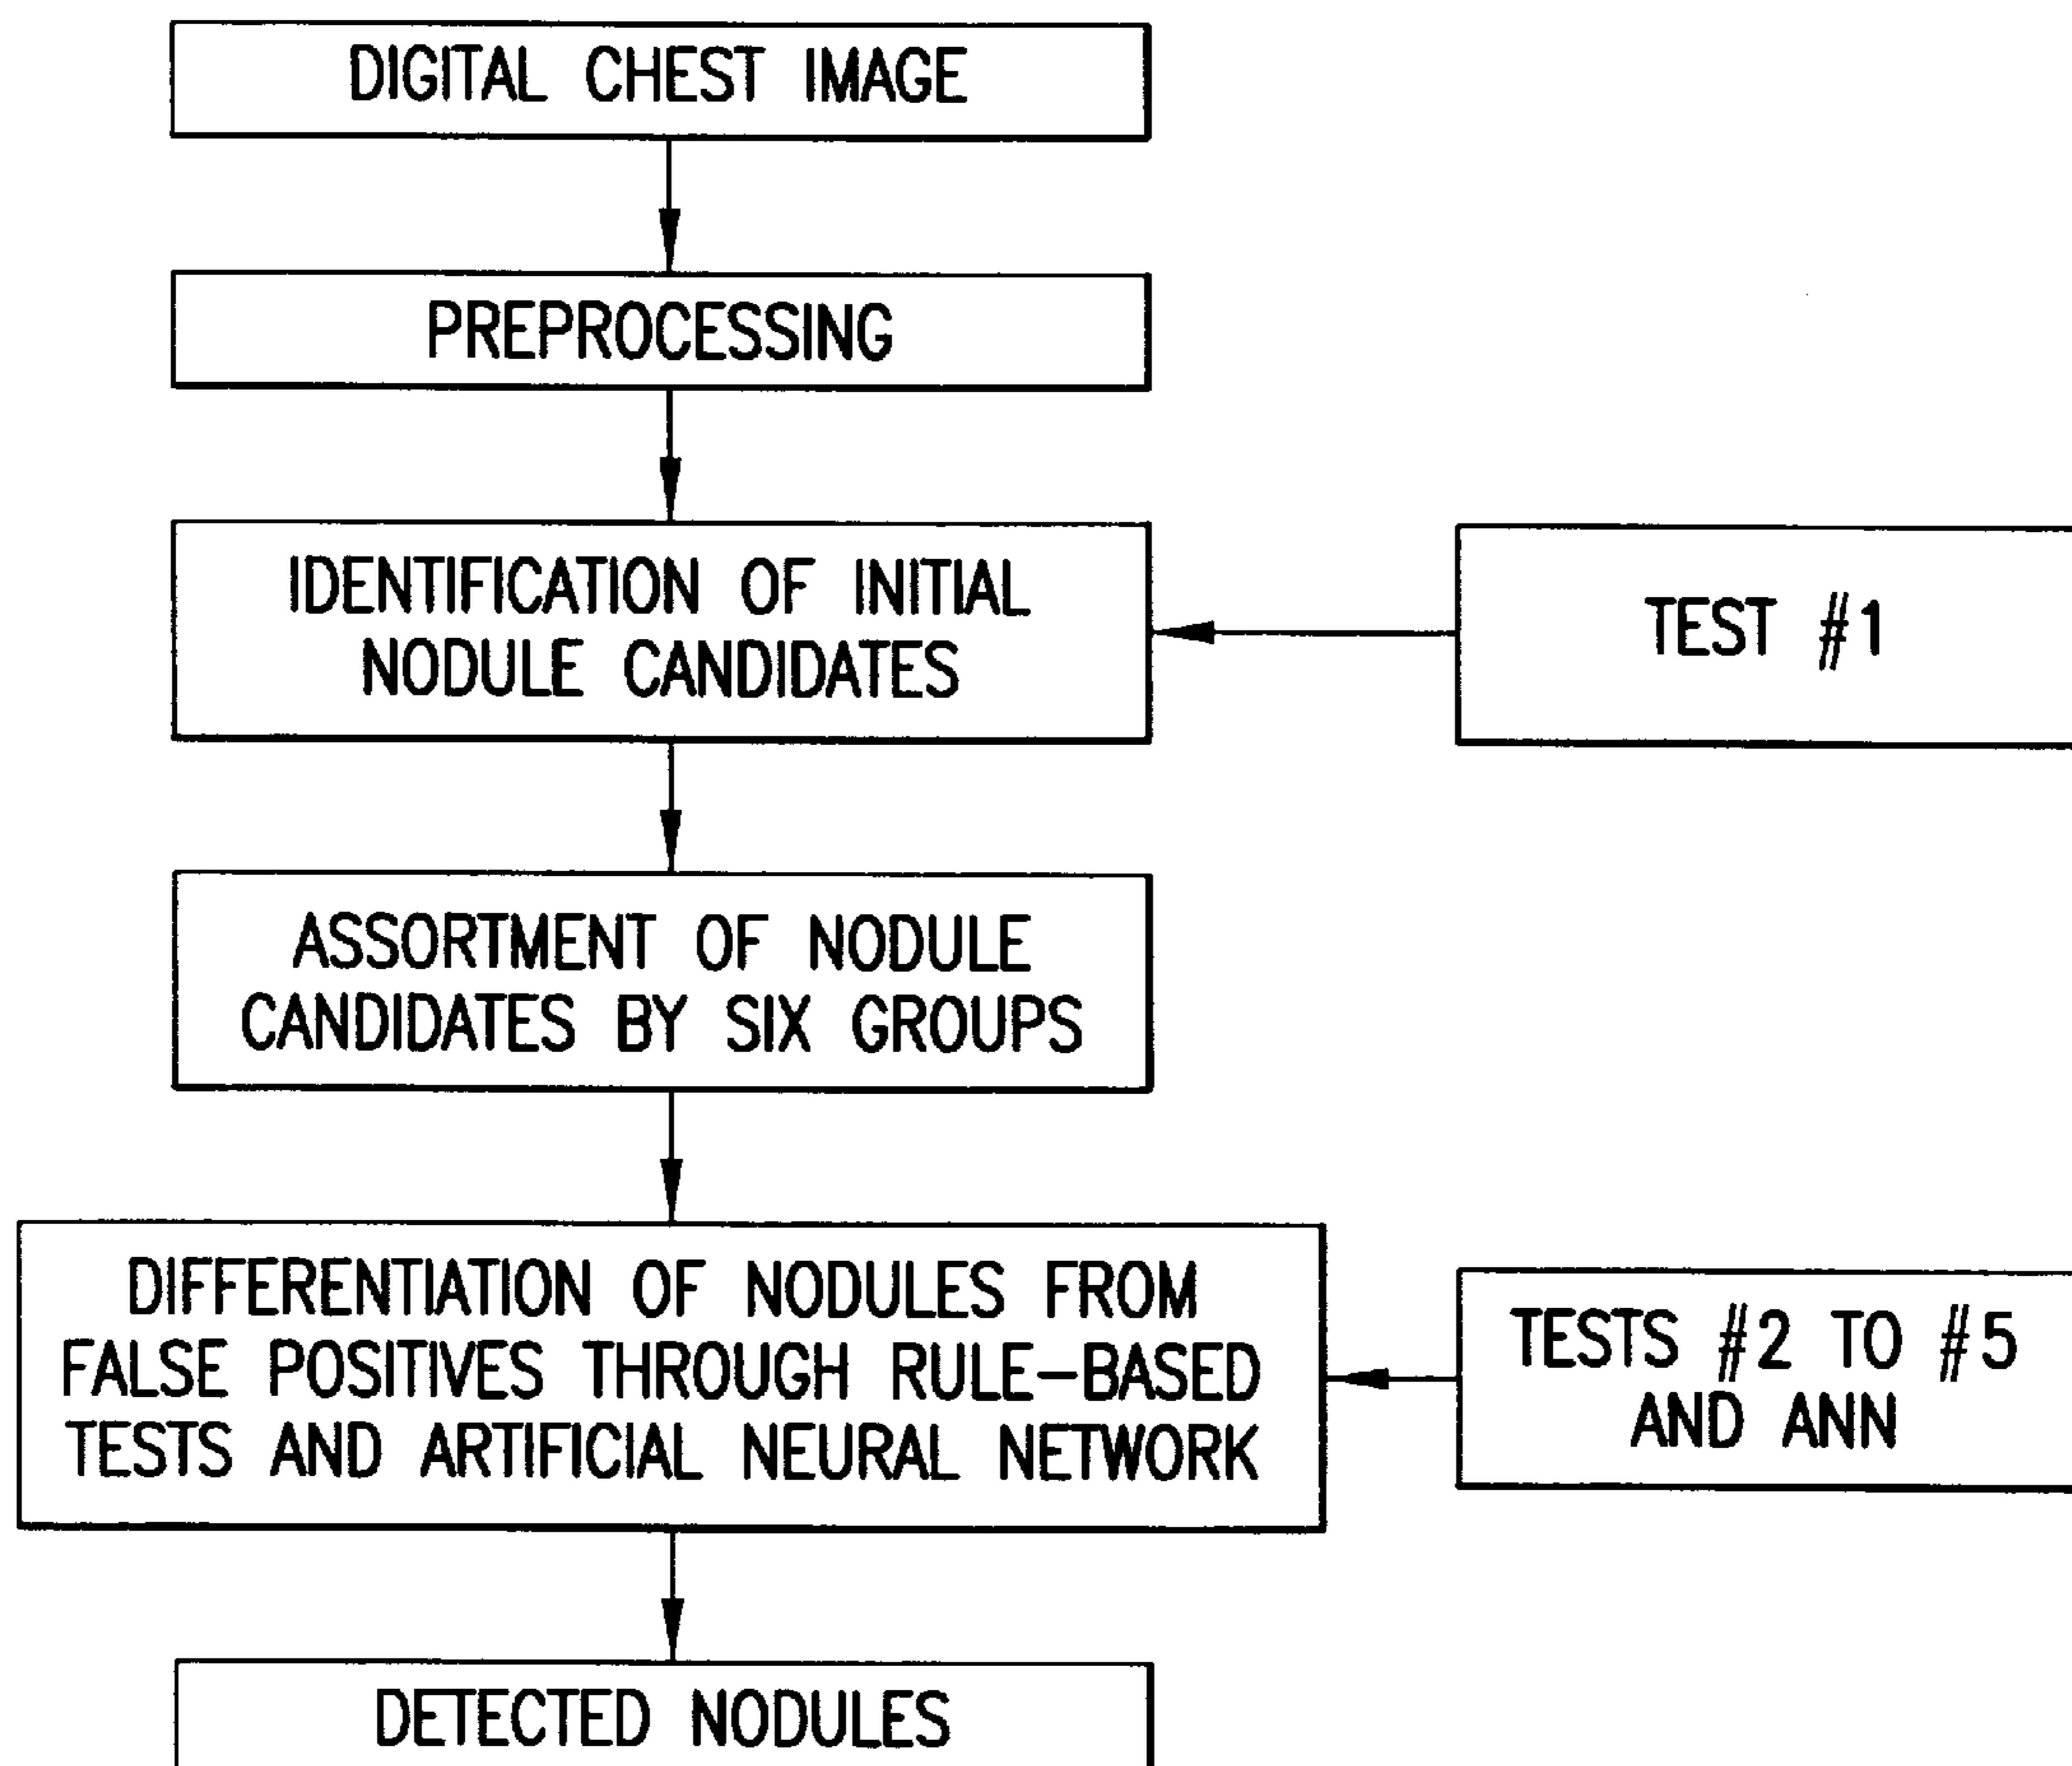 DIGITAL CHEST IMAGE
PREPROCESSING
IDENTIFICATION OF INITIAL
NODULE CANDIDATES
TEST #1
ASSORTMENT OF NODULE
CANDIDATES BY SIX GROUPS
DIFFERENTIATION OF NODULES FROM
FALSE POSITIVES THROUGH RULE-BASED
TESTS AND ARTIFICIAL NEURAL NETWORK
TESTS #2 TO #5
AND ANN
DETECTED NODULES